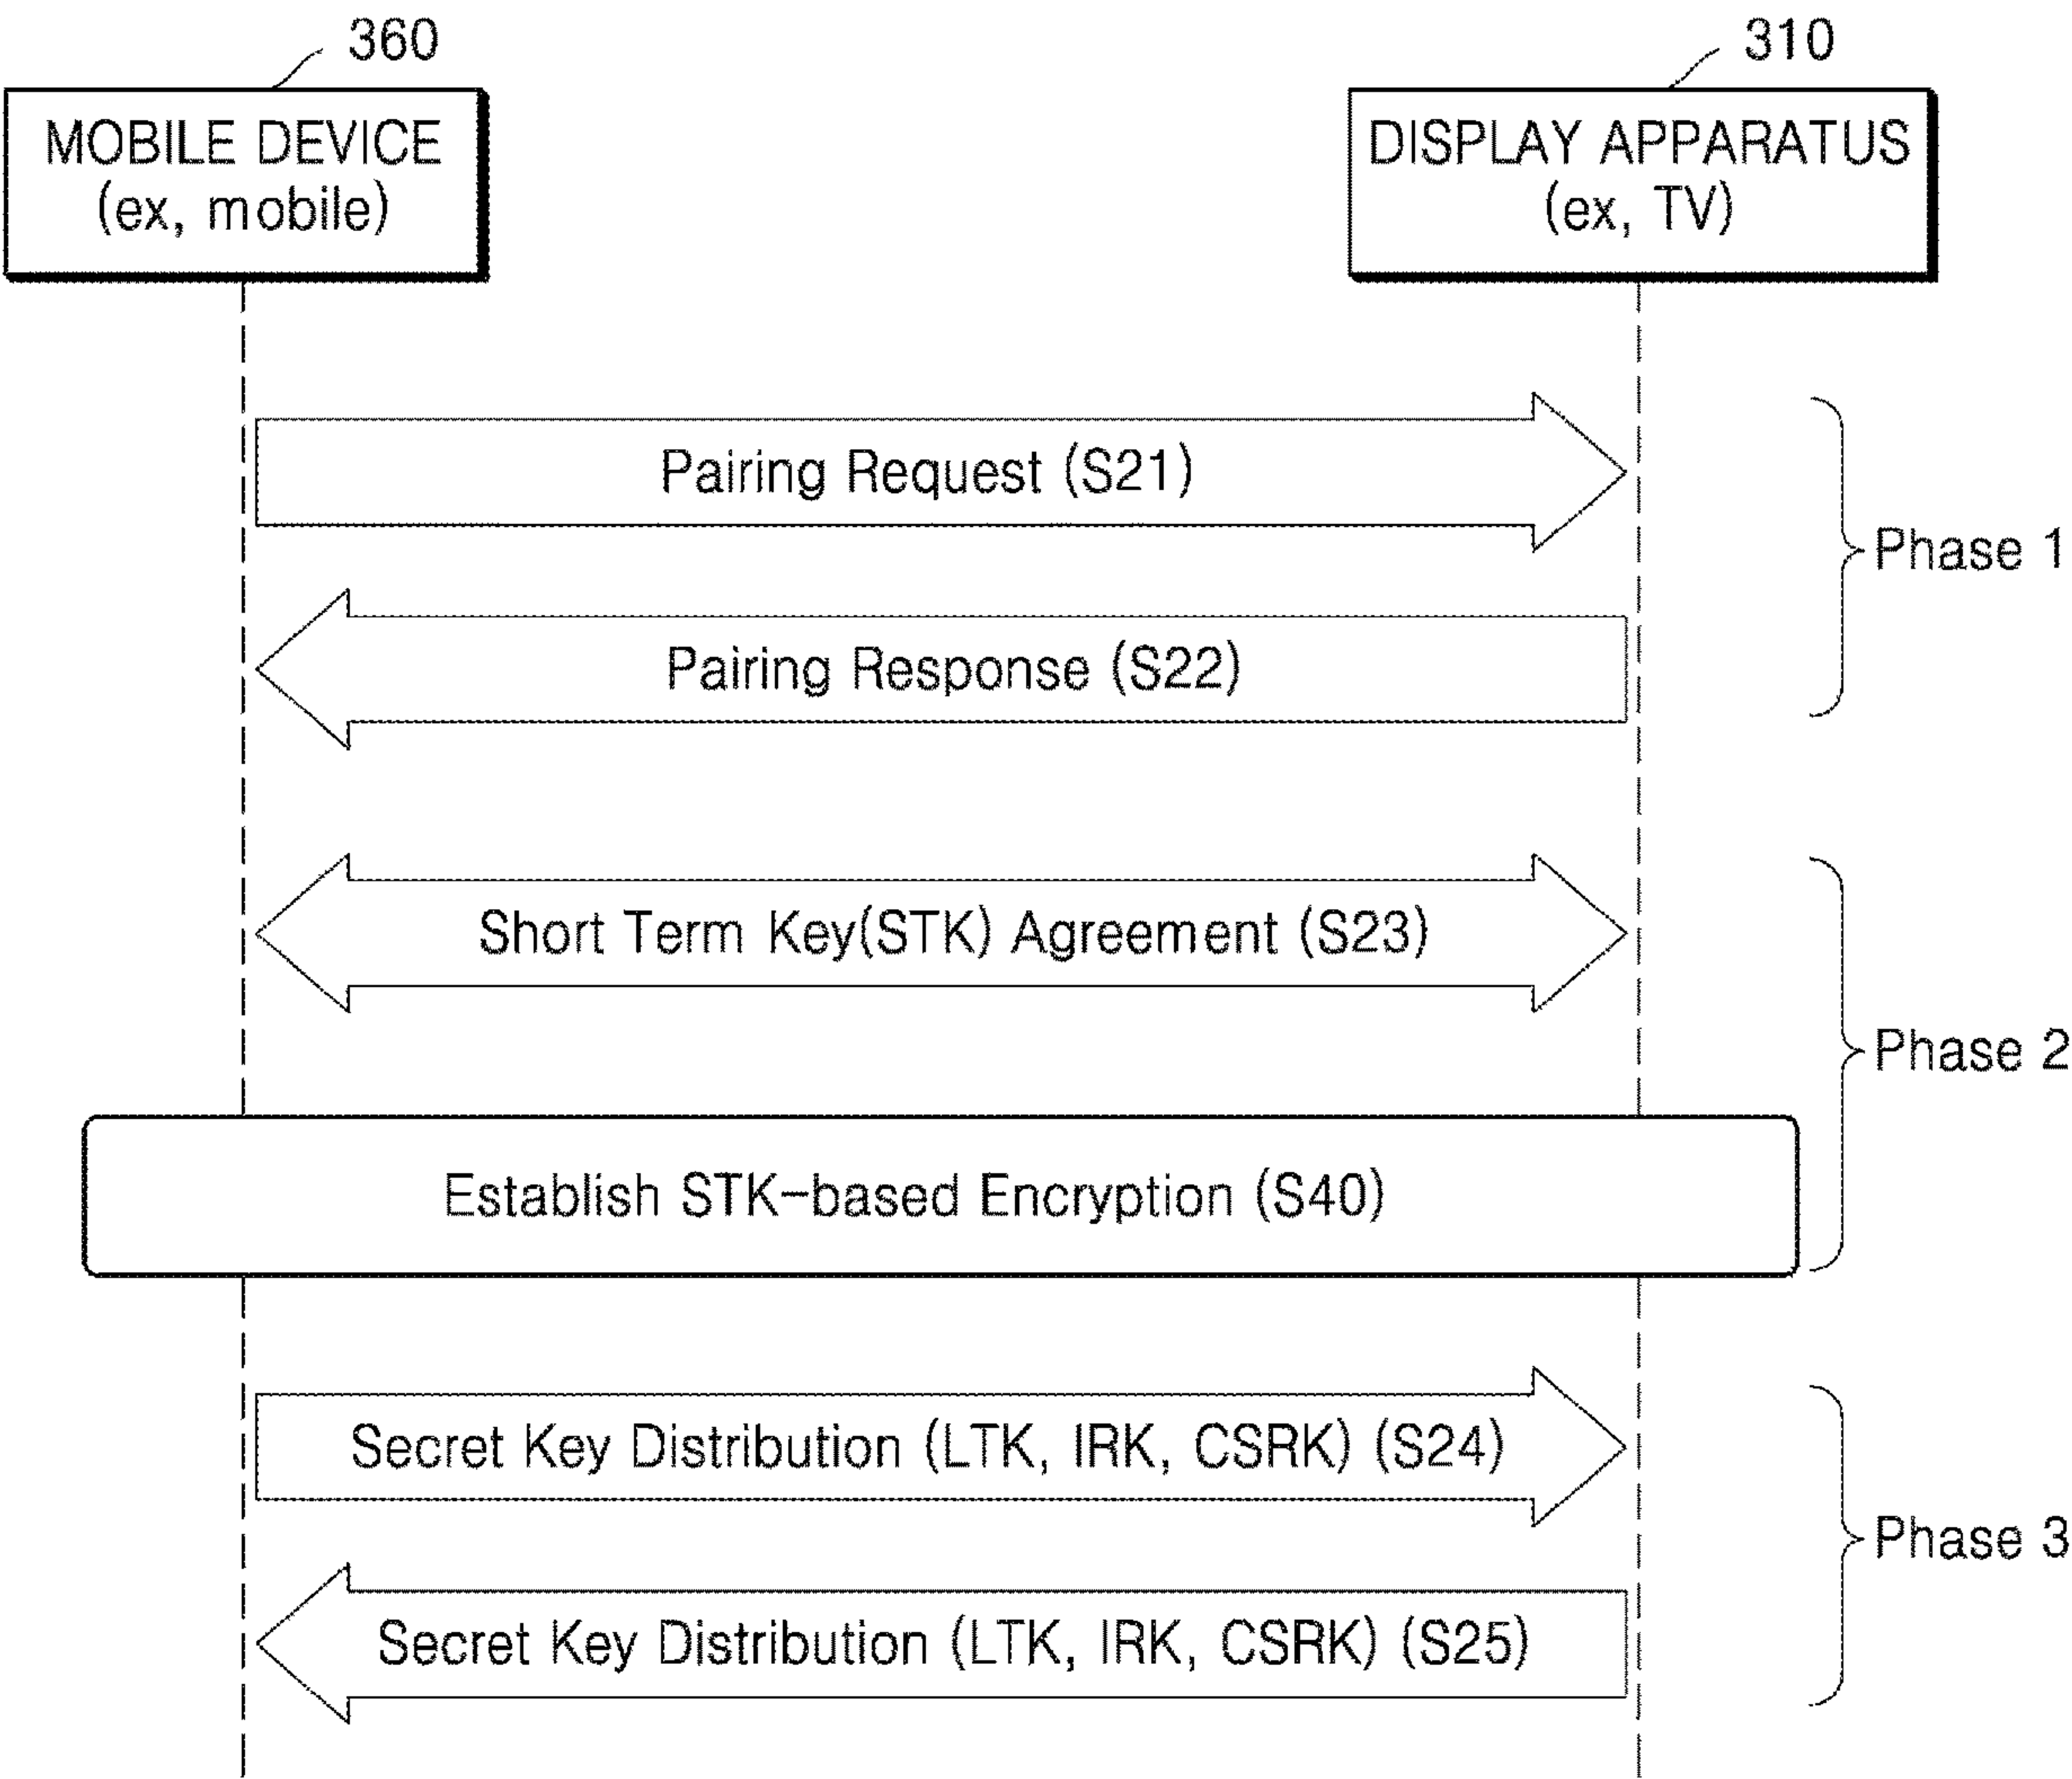 360
310
MOBILE DEVICE
(ex, mobile)
DISPLAY APPARATUS
(ex, TV)
Pairing Request (S21)
Phase 1
Pairing Response (S22)
Short Term Key(STK) Agreement (S23)
Phase 2
Establish STK-based Encryption (S40)
Secret Key Distribution (LTK, IRK, CSRK) (S24)
Phase 3
Secret Key Distribution (LTK, IRK, CSRK) (S25)